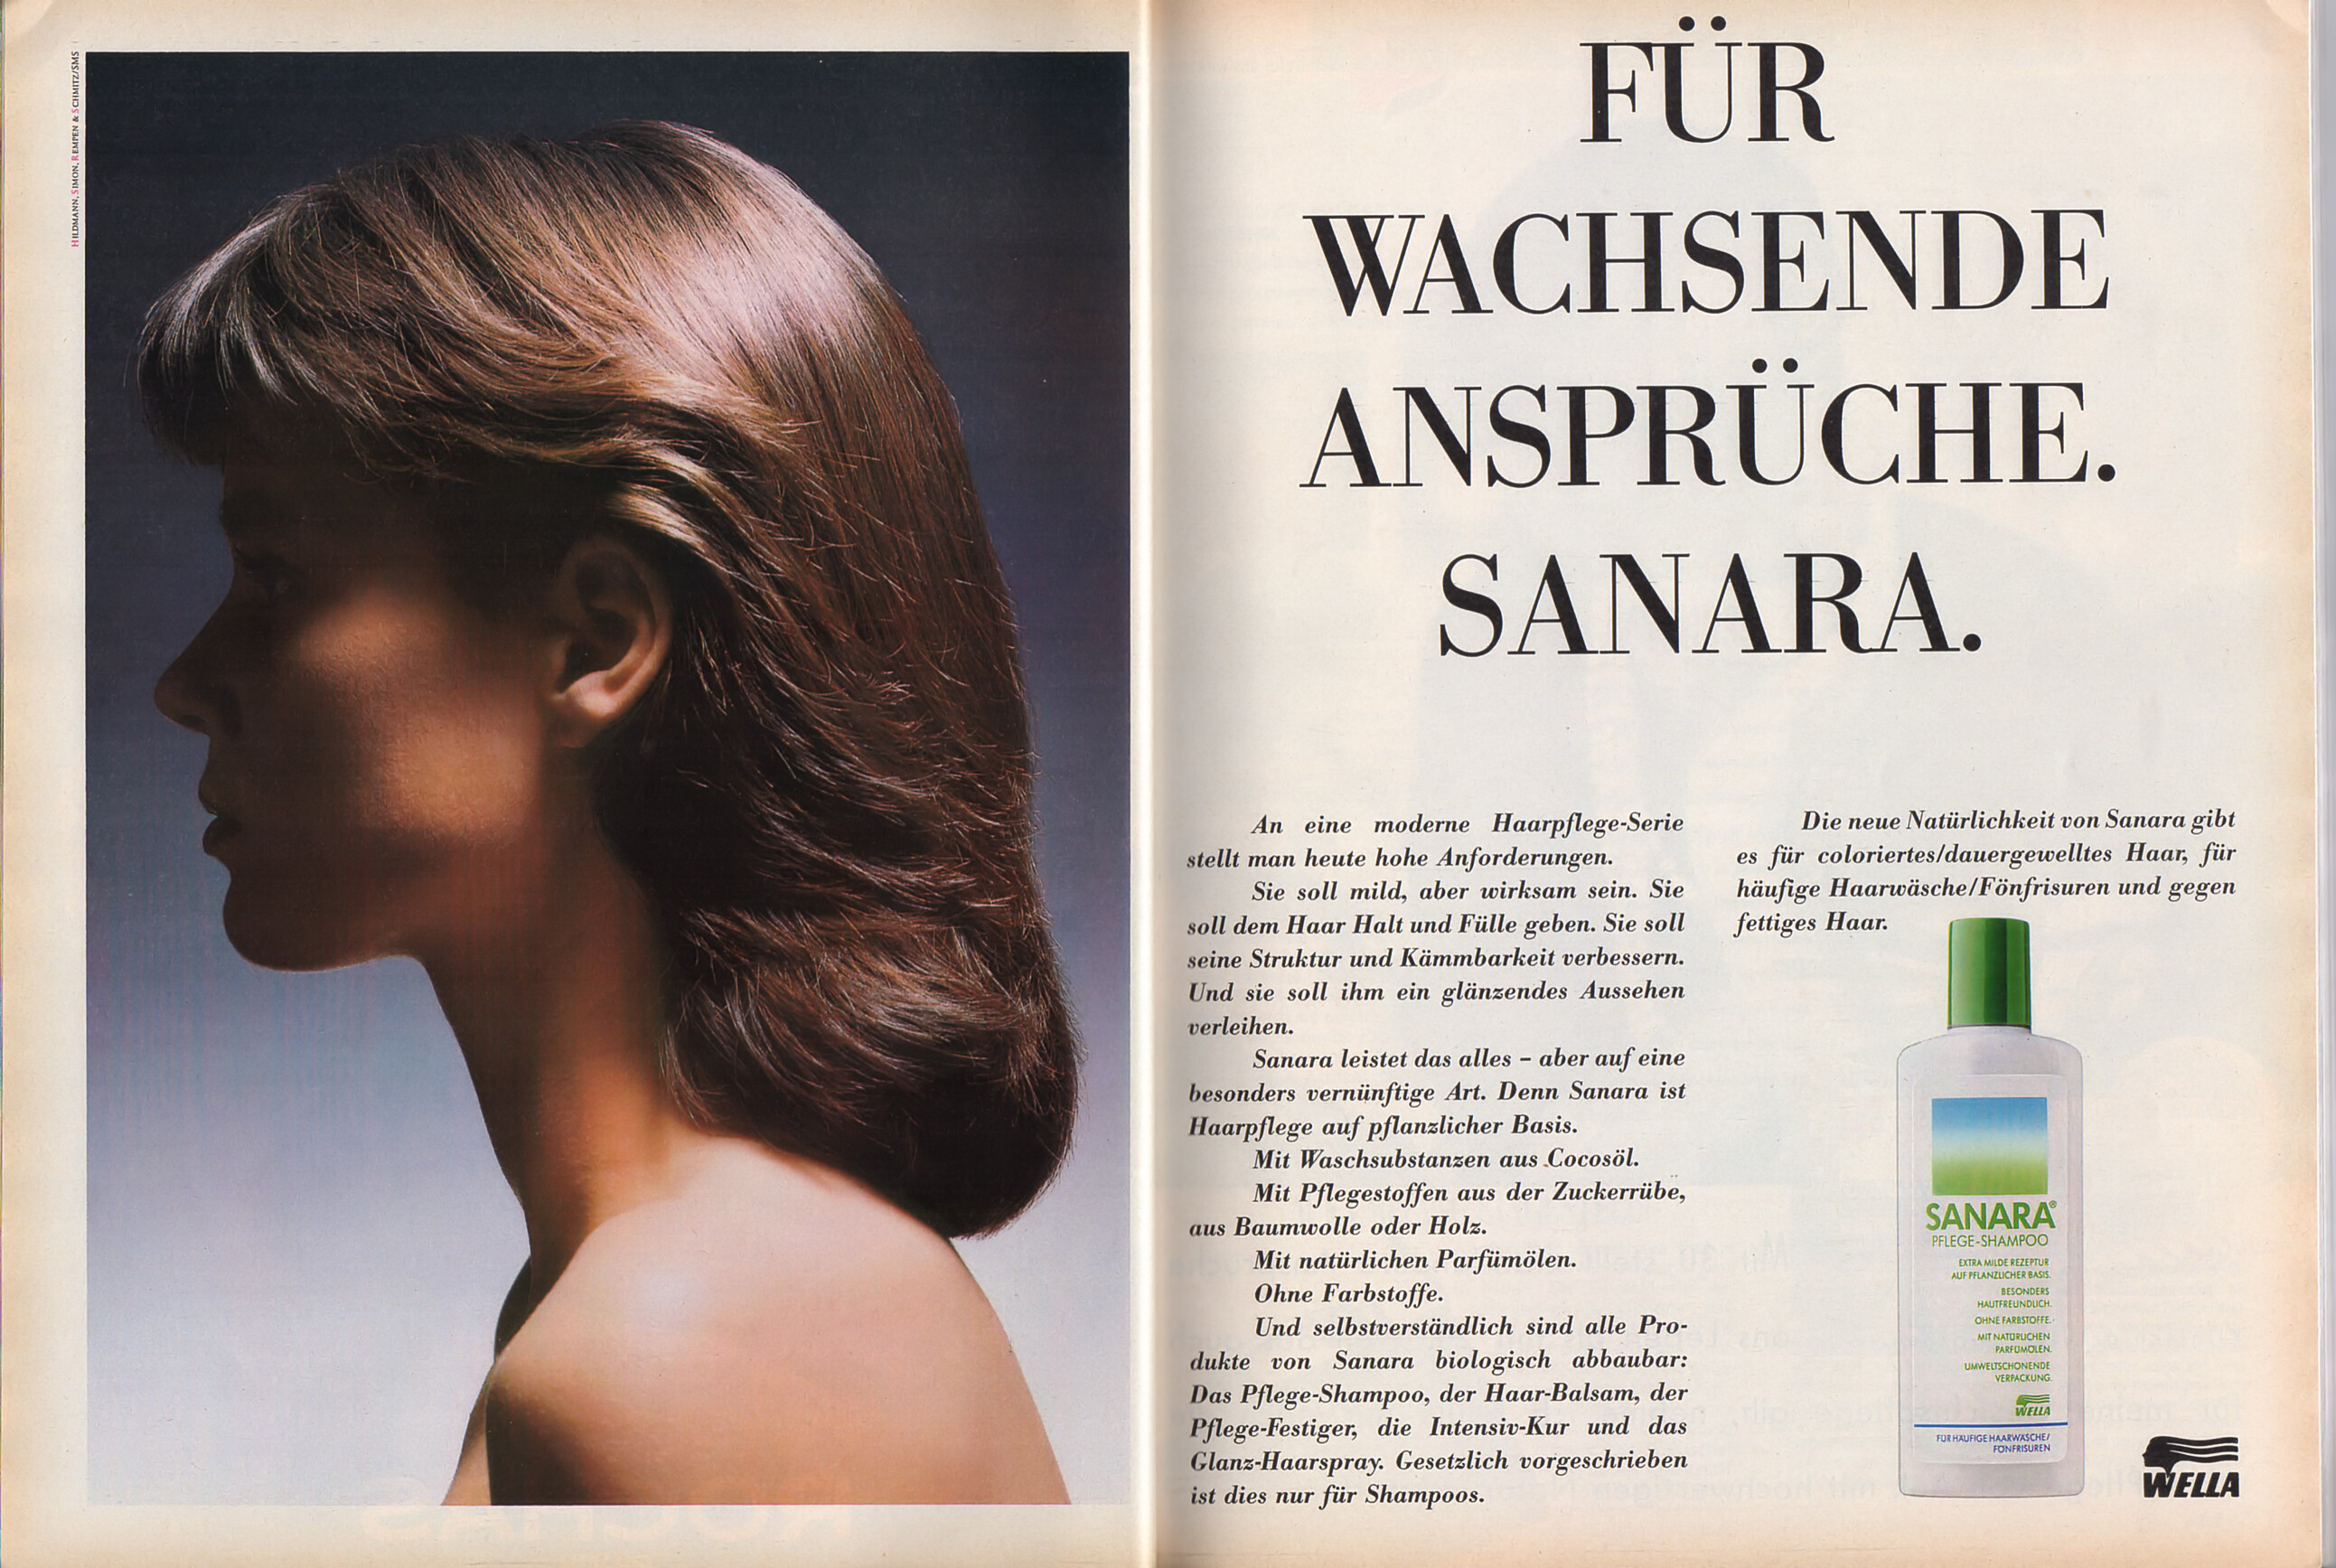 HILDMANN, SIMON, REMPEN & SCHMITZ/SMS
FÜR
WACHSENDE
ANSPRÜCHE.
SANARA.
An eine moderne Haarpflege-Serie
stellt man heute hohe Anforderungen.
Sie soll mild, aber wirksam sein. Sie
soll dem Haar Halt und Fülle geben. Sie soll
seine Struktur und Kämmbarkeit verbessern.
Und sie soll ihm ein glänzendes Aussehen
verleihen.
Sanara leistet das alles – aber auf eine
besonders vernünftige Art. Denn Sanara ist
Haarpflege auf pflanzlicher Basis.
Mit Waschsubstanzen aus Cocosöl.
Mit Pflegestoffen aus der Zuckerrübe,
aus Baumwolle oder Holz.
Mit natürlichen Parfümölen.
Ohne Farbstoffe.
Und selbstverständlich sind alle Pro-
dukte von Sanara biologisch abbaubar:
Das Pflege-Shampoo, der Haar-Balsam, der
Pflege-Festiger, die Intensiv-Kur und das
Glanz-Haarspray. Gesetzlich vorgeschrieben
ist dies nur für Shampoos.
Die neue Natürlichkeit von Sanara gibt
es für coloriertes/dauergewelltes Haar, für
häufige Haarwäsche/Fönfrisuren und gegen
fettiges Haar.
SANARA®
PFLEGE-SHAMPOO
EXTRA MILDE REZEPTUR
AUF PFLANZLICHER BASIS.
BESONDERS
HAUTFREUNDLICH.
OHNE FARBSTOFFE.
MIT NATÜRLICHEN
PARFÜMÖLEN.
UMWELTSCHONENDE
VERPACKUNG.
WELLA
FÜR HÄUFIGE HAARWÄSCHE/
FÖNFRISUREN
WELLA